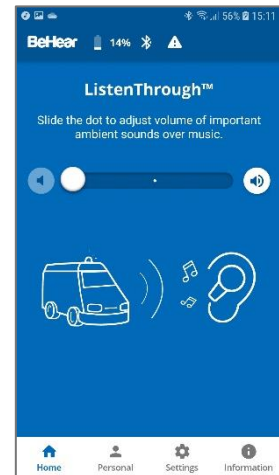 56% 15:11
BeHear 14%
ListenThrough™
Slide the dot to adjust volume of important
ambient sounds over music.
Home Personal Settings Information